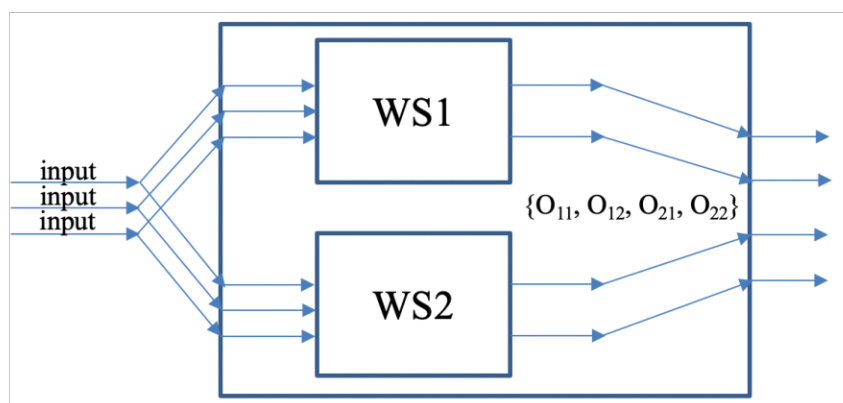 WS1
input
input
input
{O₁₁, O₁₂, O₂₁, O₂₂}
WS2